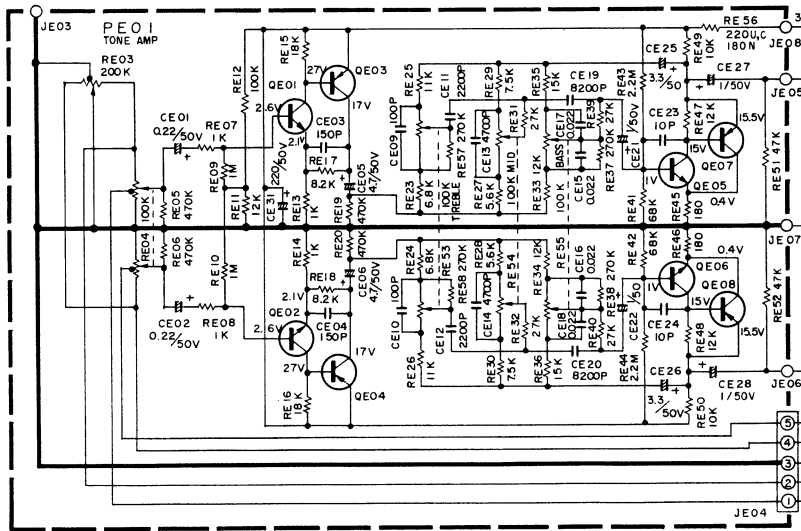 JE03
PE01
TONE AMP
RE03
200K
RE12
100K
RE15
18K
QE01
QE03
27V
17V
2.6V
2.1V
CE03
150P
RE17
8.2K
CE01
0.22/50V
RE07
1K
RE09
1M
RE11
12K
CE31
220/50V
RE13
1K
RE19
470K
CE05
4.7/50V
100K
RE04
RE05
470K
RE06
470K
RE10
1M
RE14
1K
RE20
470K
CE06
4.7/50V
RE18
8.2K
2.1V
CE04
150P
CE02
0.22/50V
RE08
1K
QE02
2.6V
27V
17V
QE04
RE16
18K
RE25
11K
CE11
2200P
RE29
7.5K
RE35
15K
CE19
8200P
RE43
2.2M
CE25
3.3/50
RE49
10K
RE56
220U,C
180N
3
JE08
CE27
1/50V
JE05
CE09
100P
RE57
270K
CE13
4700P
RE31
2.7K
CE17
0.022
RE39
27K
CE21
1/50V
CE23
10P
RE47
12K
15.5V
15V
QE07
RE51
47K
RE23
6.8K
100K
TREBLE
RE27
5.6K
100K MID
RE33
12K
BASS
100K
CE15
0.022
RE37
270K
1V
QE05
RE41
68K
RE45
180
0.4V
JE07
RE42
68K
RE46
180
0.4V
RE24
6.8K
RE53
RE58
270K
RE28
5.6K
RE54
RE34
12K
RE55
CE16
0.022
RE38
270K
1/50
1V
QE06
QE08
15V
15.5V
RE52
47K
CE10
100P
CE12
2200P
CE14
4700P
RE32
2.7K
CE18
0.022
RE40
27K
CE22
CE24
10P
RE48
12K
RE26
11K
RE30
7.5K
RE36
15K
CE20
8200P
RE44
2.2M
CE26
3.3/50V
CE28
1/50V
JE06
RE50
10K
5
4
3
2
1
JE04